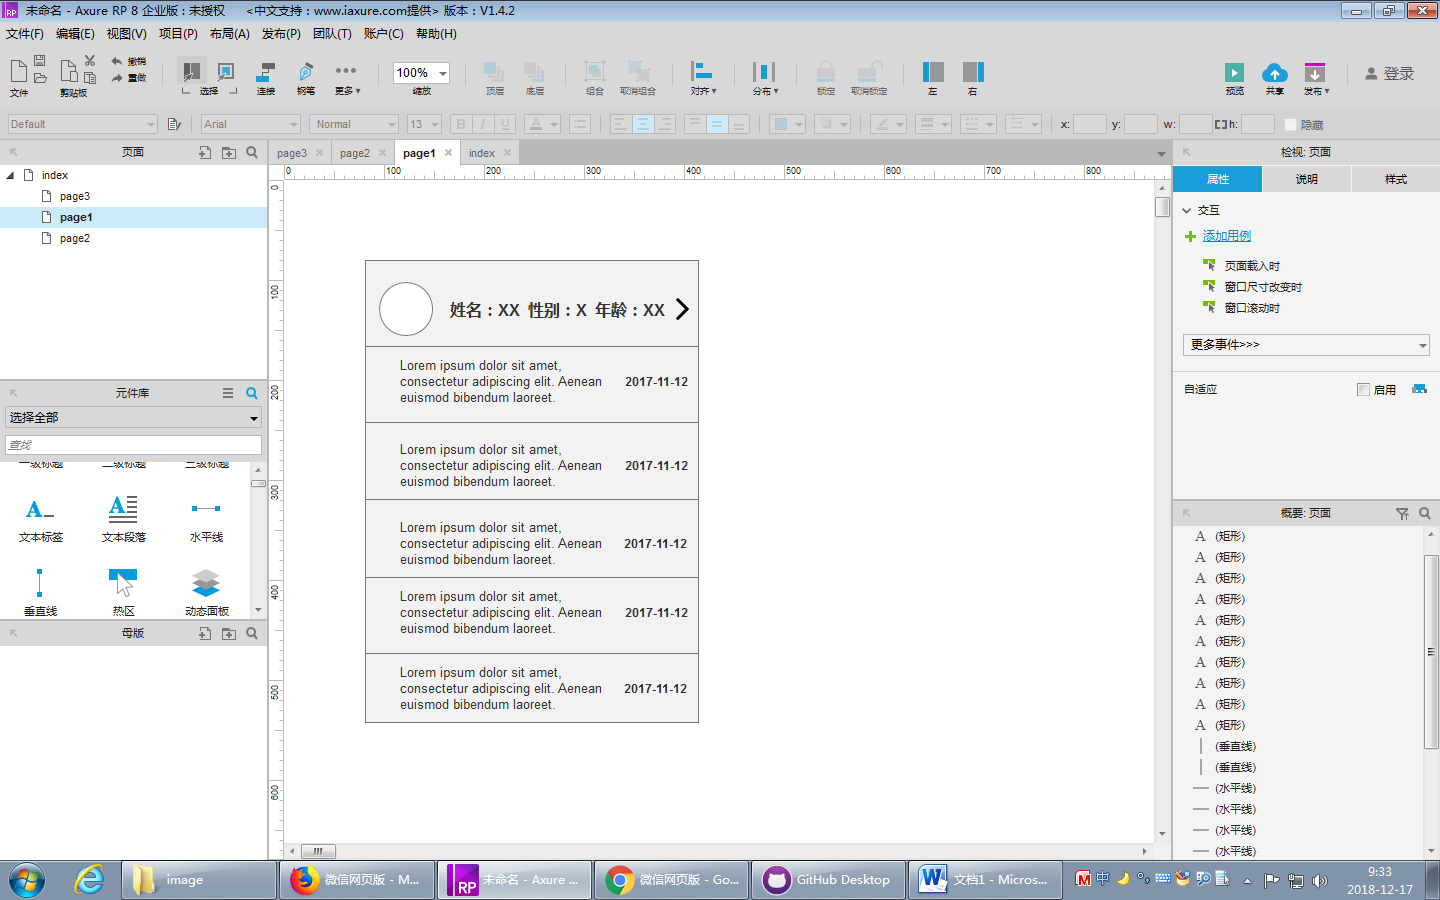 未命名 - Axure RP 8 企业版 : 未授权      <中文支持：www.iaxure.com提供> 版本：V1.4.2
文件(F) 编辑(E) 视图(V) 项目(P) 布局(A) 发布(P) 团队(T) 账户(C) 帮助(H)
撤销
重做
文件 剪贴板 选择 连接 钢笔 更多▼ 100% 缩放 顶层 底层 组合 取消组合 对齐▼ 分布▼ 锁定 取消锁定 左 右 预览 共享 发布▼ 登录
Default Arial Normal 13 B I U A x: y: w: h: 隐藏
页面
index
page3
page1
page2
元件库
选择全部
查找
一级标题 二级标题 三级标题
文本标签 文本段落 水平线
垂直线 热区 动态面板
母版
page3 page2 page1 index
0 100 200 300 400 500 600 700 800
0
100
200
300
400
500
600
姓名：XX 性别：X 年龄：XX
Lorem ipsum dolor sit amet,
consectetur adipiscing elit. Aenean
euismod bibendum laoreet.
2017-11-12
Lorem ipsum dolor sit amet,
consectetur adipiscing elit. Aenean
euismod bibendum laoreet.
2017-11-12
Lorem ipsum dolor sit amet,
consectetur adipiscing elit. Aenean
euismod bibendum laoreet.
2017-11-12
Lorem ipsum dolor sit amet,
consectetur adipiscing elit. Aenean
euismod bibendum laoreet.
2017-11-12
Lorem ipsum dolor sit amet,
consectetur adipiscing elit. Aenean
euismod bibendum laoreet.
2017-11-12
检视: 页面
属性 说明 样式
交互
添加用例
页面载入时
窗口尺寸改变时
窗口滚动时
更多事件>>>
自适应 启用
概要: 页面
A (矩形)
A (矩形)
A (矩形)
A (矩形)
A (矩形)
A (矩形)
A (矩形)
A (矩形)
A (矩形)
A (矩形)
(垂直线)
(垂直线)
(水平线)
(水平线)
(水平线)
(水平线)
image
微信网页版 - M...
RP 未命名 - Axure ...
微信网页版 - Go...
GitHub Desktop
W 文档1 - Micros...
M 中
9:33
2018-12-17